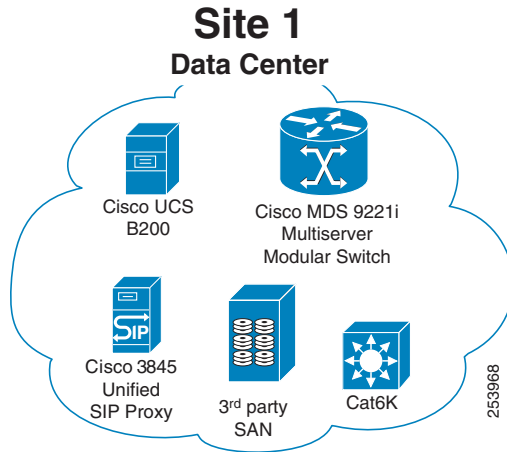 Site 1
Data Center
Cisco UCS
B200
Cisco MDS 9221i
Multiserver
Modular Switch
SIP
Cisco 3845
Unified
SIP Proxy
3rd party
SAN
Cat6K
253968